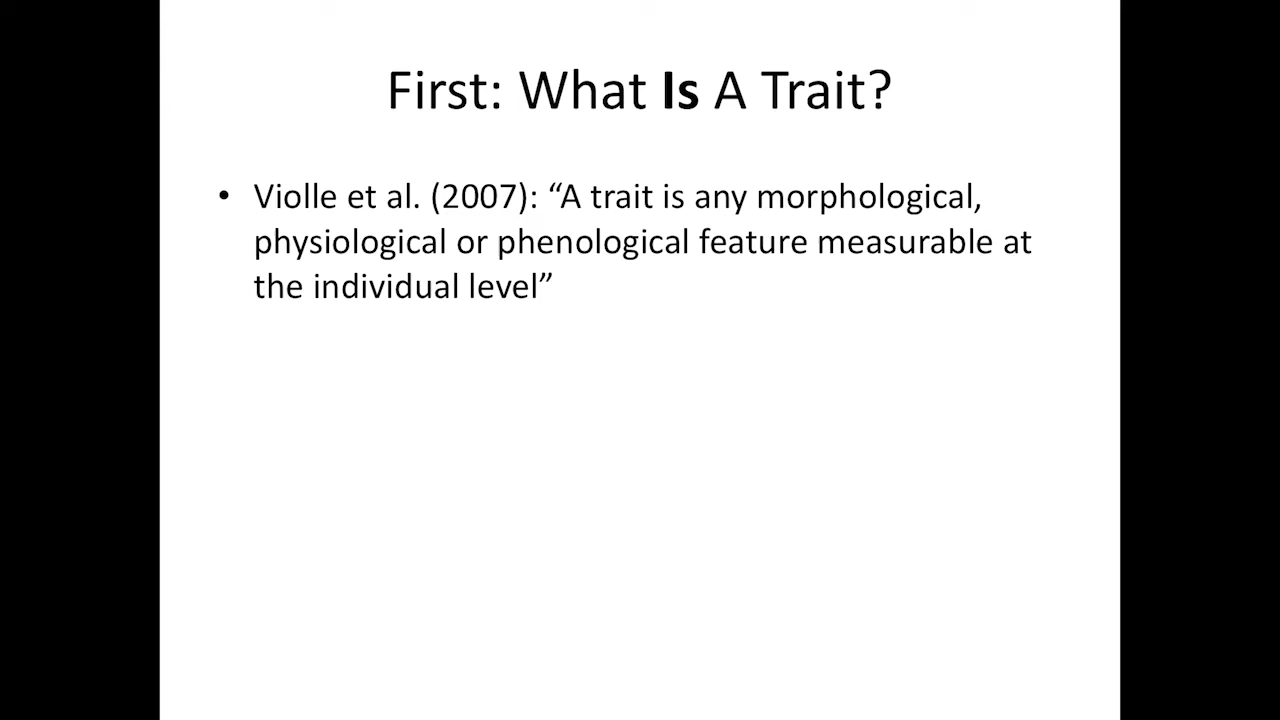 First: What Is A Trait?
• Violle et al. (2007): “A trait is any morphological,
physiological or phenological feature measurable at
the individual level”